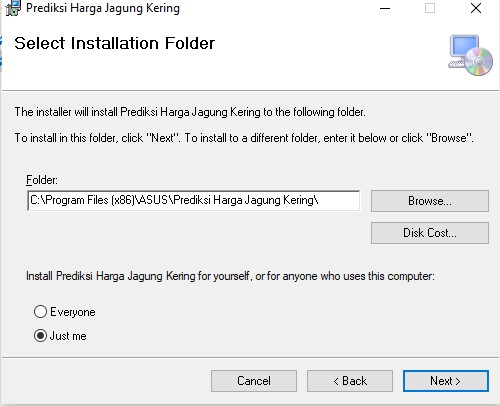 Prediksi Harga Jagung Kering
Select Installation Folder
The installer will install Prediksi Harga Jagung Kering to the following folder.
To install in this folder, click "Next". To install to a different folder, enter it below or click "Browse".
Folder:
C:\Program Files (x86)\ASUS\Prediksi Harga Jagung Kering\
Browse...
Disk Cost...
Install Prediksi Harga Jagung Kering for yourself, or for anyone who uses this computer:
Everyone
Just me
Cancel
< Back
Next >